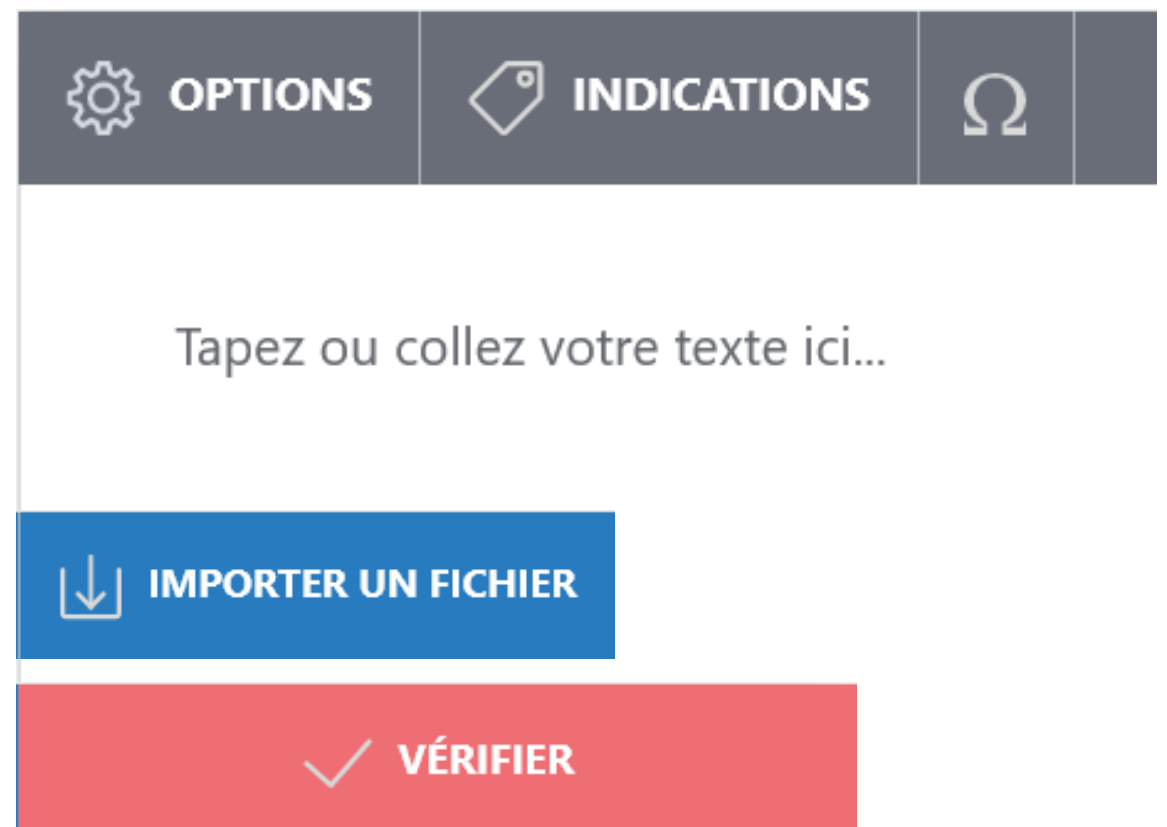 OPTIONS INDICATIONS Ω
Tapez ou collez votre texte ici...
IMPORTER UN FICHIER
VÉRIFIER